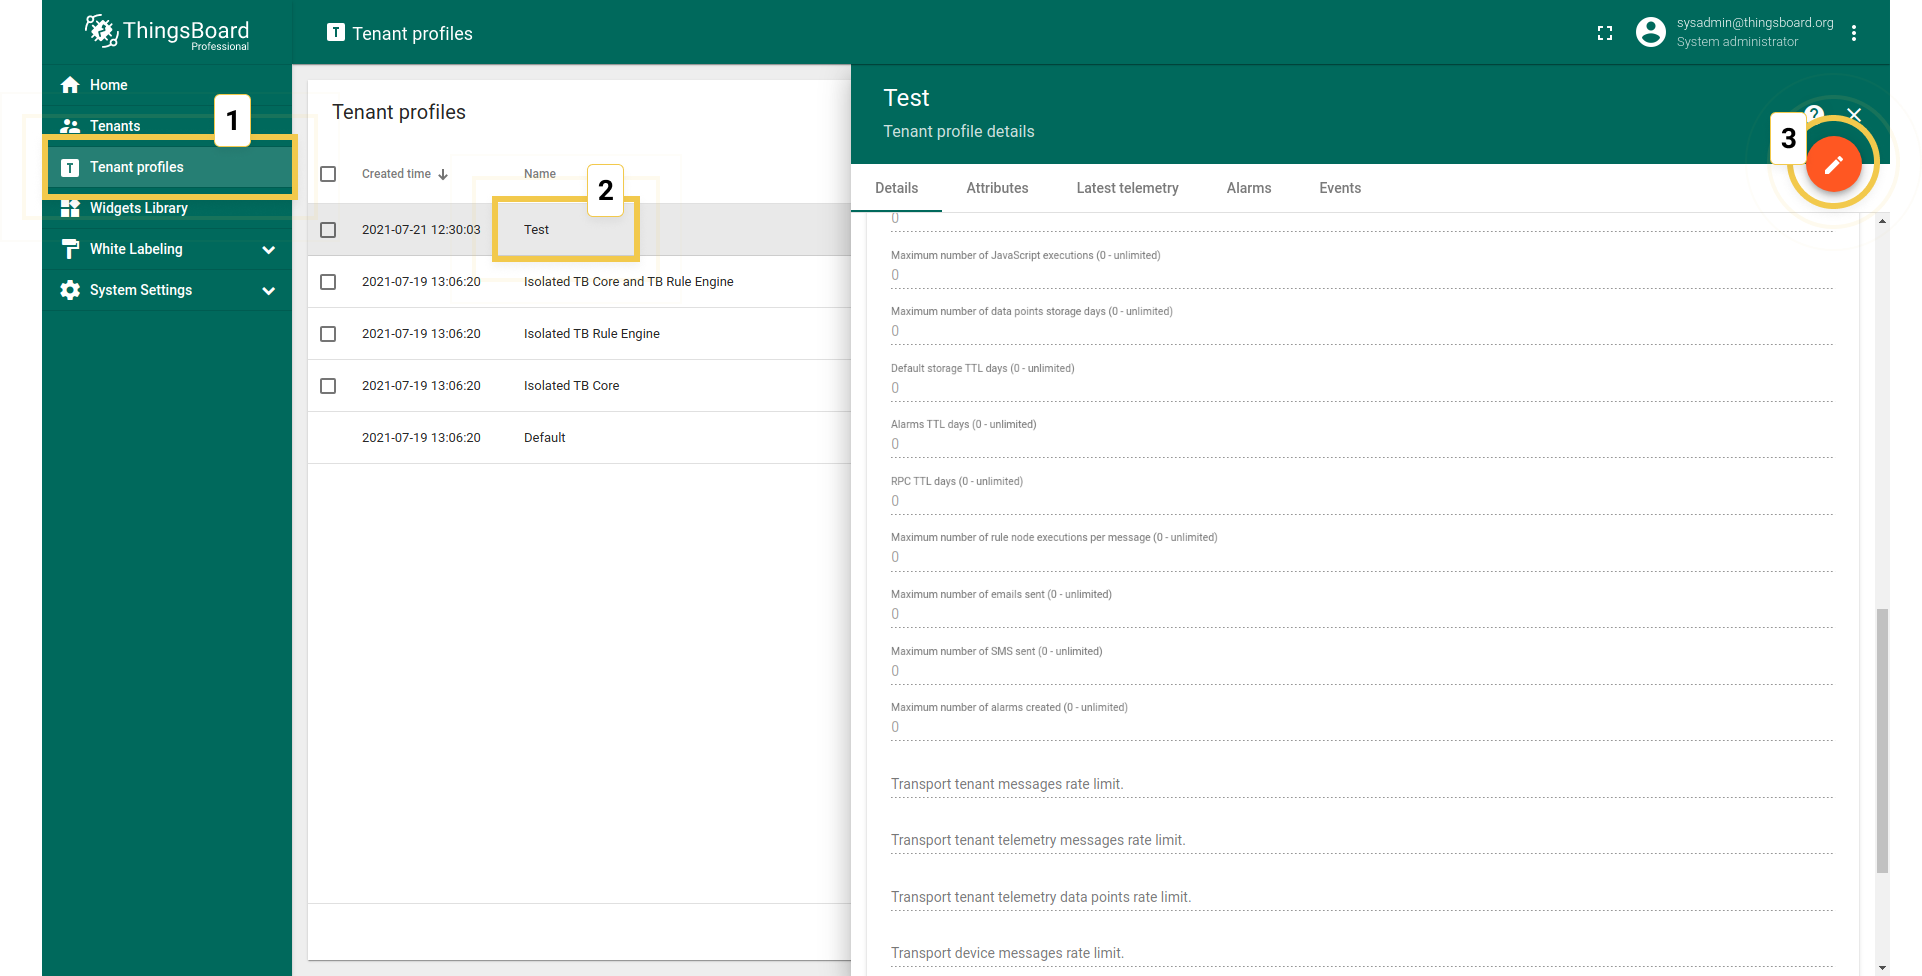 ThingsBoard
Professional
Tenant profiles
sysadmin@thingsboard.org
System administrator
Home
Tenants
1
Tenant profiles
Widgets Library
White Labeling
System Settings
Tenant profiles
Created time
Name
2
2021-07-21 12:30:03
Test
2021-07-19 13:06:20
Isolated TB Core and TB Rule Engine
2021-07-19 13:06:20
Isolated TB Rule Engine
2021-07-19 13:06:20
Isolated TB Core
2021-07-19 13:06:20
Default
Test
Tenant profile details
?
3
Details
Attributes
Latest telemetry
Alarms
Events
0
Maximum number of JavaScript executions (0 - unlimited)
0
Maximum number of data points storage days (0 - unlimited)
0
Default storage TTL days (0 - unlimited)
0
Alarms TTL days (0 - unlimited)
0
RPC TTL days (0 - unlimited)
0
Maximum number of rule node executions per message (0 - unlimited)
0
Maximum number of emails sent (0 - unlimited)
0
Maximum number of SMS sent (0 - unlimited)
0
Maximum number of alarms created (0 - unlimited)
0
Transport tenant messages rate limit.
Transport tenant telemetry messages rate limit.
Transport tenant telemetry data points rate limit.
Transport device messages rate limit.